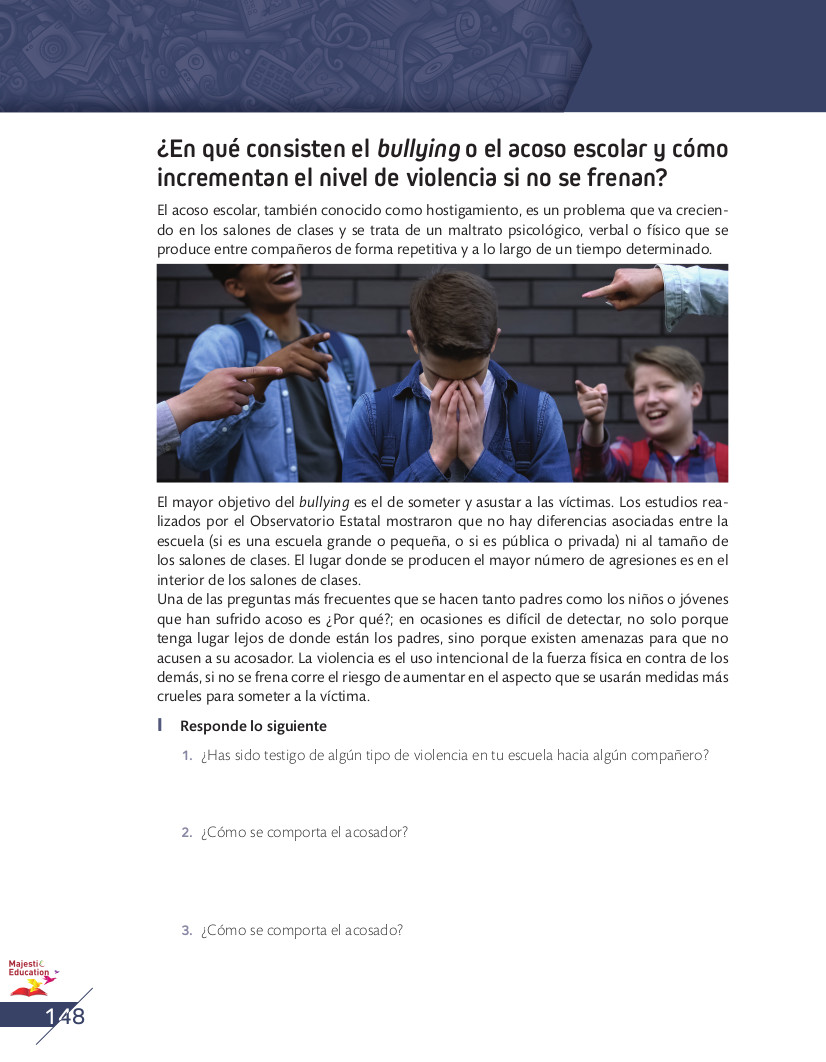 ¿En qué consisten el bullying o el acoso escolar y cómo
incrementan el nivel de violencia si no se frenan?
El acoso escolar, también conocido como hostigamiento, es un problema que va crecien-
do en los salones de clases y se trata de un maltrato psicológico, verbal o físico que se
produce entre compañeros de forma repetitiva y a lo largo de un tiempo determinado.
El mayor objetivo del bullying es el de someter y asustar a las víctimas. Los estudios rea-
lizados por el Observatorio Estatal mostraron que no hay diferencias asociadas entre la
escuela (si es una escuela grande o pequeña, o si es pública o privada) ni al tamaño de
los salones de clases. El lugar donde se producen el mayor número de agresiones es en el
interior de los salones de clases.
Una de las preguntas más frecuentes que se hacen tanto padres como los niños o jóvenes
que han sufrido acoso es ¿Por qué?; en ocasiones es difícil de detectar, no solo porque
tenga lugar lejos de donde están los padres, sino porque existen amenazas para que no
acusen a su acosador. La violencia es el uso intencional de la fuerza física en contra de los
demás, si no se frena corre el riesgo de aumentar en el aspecto que se usarán medidas más
crueles para someter a la víctima.
I Responde lo siguiente
1. ¿Has sido testigo de algún tipo de violencia en tu escuela hacia algún compañero?
2. ¿Cómo se comporta el acosador?
3. ¿Cómo se comporta el acosado?
Majestic
Education
148